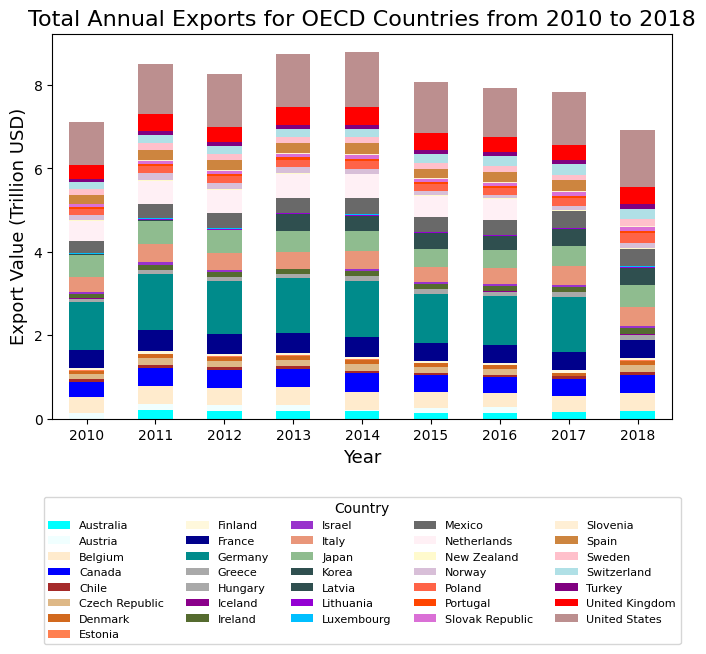 Total Annual Exports for OECD Countries from 2010 to 2018
Export Value (Trillion USD)
8
6
4
2
0
2010 2011 2012 2013 2014 2015 2016 2017 2018
Year
Country
Australia Finland Israel Mexico Slovenia
Austria France Italy Netherlands Spain
Belgium Germany Japan New Zealand Sweden
Canada Greece Korea Norway Switzerland
Chile Hungary Latvia Poland Turkey
Czech Republic Iceland Lithuania Portugal United Kingdom
Denmark Ireland Luxembourg Slovak Republic United States
Estonia